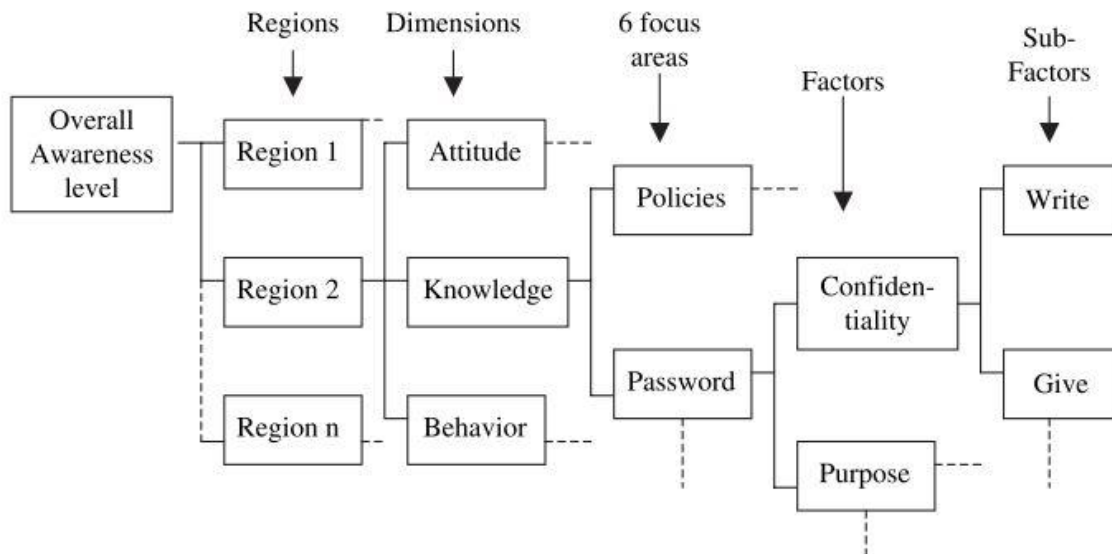 Regions
Dimensions
6 focus
areas
Factors
Sub-
Factors
Overall
Awareness
level
Region 1
Region 2
Region n
Attitude
Knowledge
Behavior
Policies
Password
Confiden-
tiality
Purpose
Write
Give